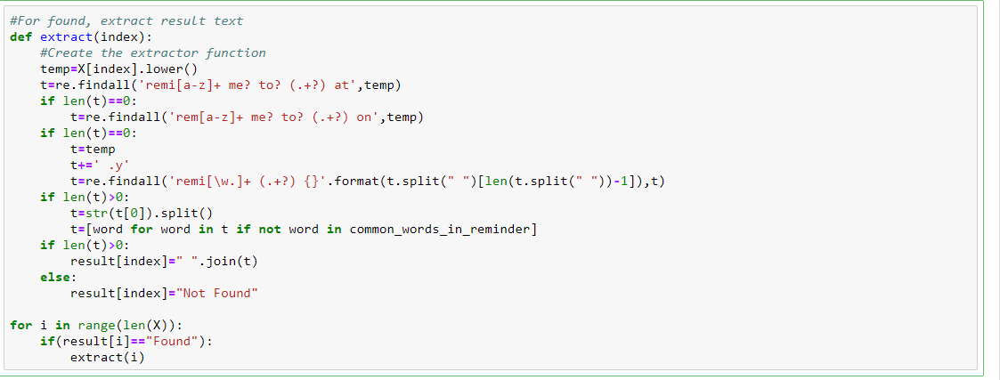 #For found, extract result text
def extract(index):
    #Create the extractor function
    temp=X[index].lower()
    t=re.findall('remi[a-z]+ me? to? (.+?) at',temp)
    if len(t)==0:
        t=re.findall('rem[a-z]+ me? to? (.+?) on',temp)
    if len(t)==0:
        t=temp
        t+=' .y'
        t=re.findall('remi[\w.]+ (.+?) {}'.format(t.split(" ")[len(t.split(" "))-1]),t)
    if len(t)>0:
        t=str(t[0]).split()
        t=[word for word in t if not word in common_words_in_reminder]
    if len(t)>0:
        result[index]=" ".join(t)
    else:
        result[index]="Not Found"

for i in range(len(X)):
    if(result[i]=="Found"):
        extract(i)